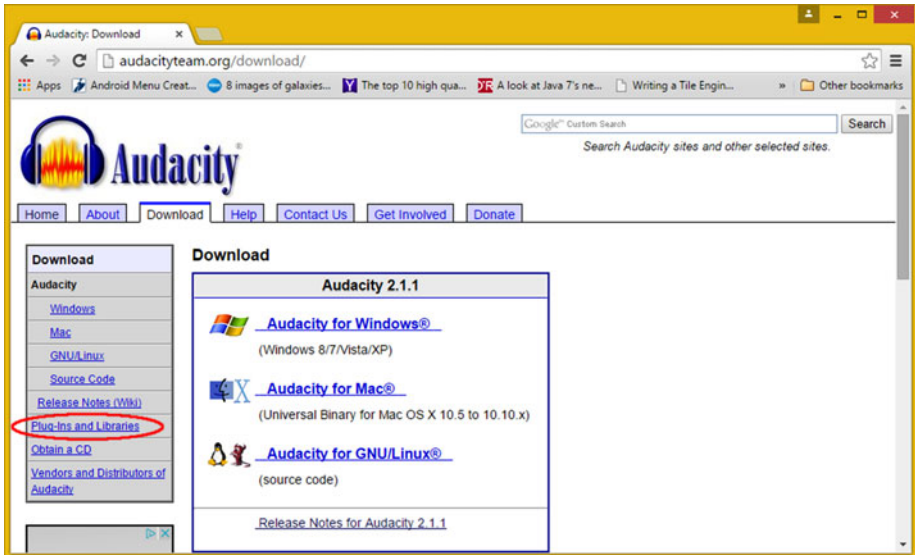 Audacity: Download
audacityteam.org/download/
Apps
Android Menu Creat...
8 images of galaxies...
The top 10 high qua...
A look at Java 7's ne...
Writing a Tile Engin...
»
Other bookmarks
Google™ Custom Search
Search
Search Audacity sites and other selected sites.
Audacity®
Home
About
Download
Help
Contact Us
Get Involved
Donate
Download
Audacity
Windows
Mac
GNU/Linux
Source Code
Release Notes (Wiki)
Plug-Ins and Libraries
Obtain a CD
Vendors and Distributors of
Audacity
Download
Audacity 2.1.1
Audacity for Windows®
(Windows 8/7/Vista/XP)
X
Audacity for Mac®
(Universal Binary for Mac OS X 10.5 to 10.10.x)
Audacity for GNU/Linux®
(source code)
Release Notes for Audacity 2.1.1